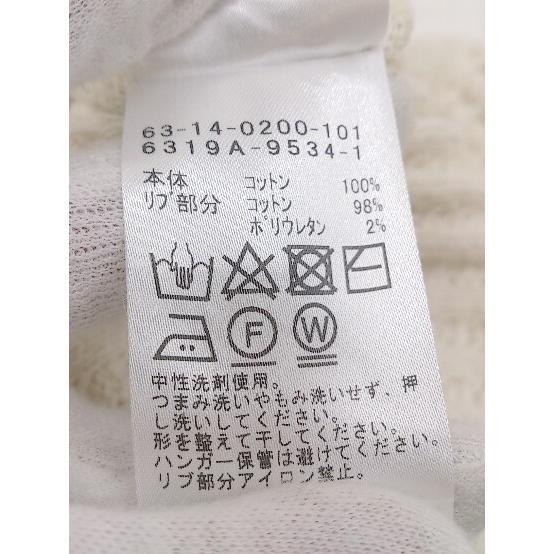 63-14-0200-101
6319A-9534-1
本体 コットン 100%
リブ部分 コットン 98%
ポリウレタン 2%
F W
中性洗剤使用。
つまみ洗いやもみ洗いせず、押
し洗いしてください。
形を整えて干してください。
ハンガー保管は避けてください。
リブ部分アイロン禁止。